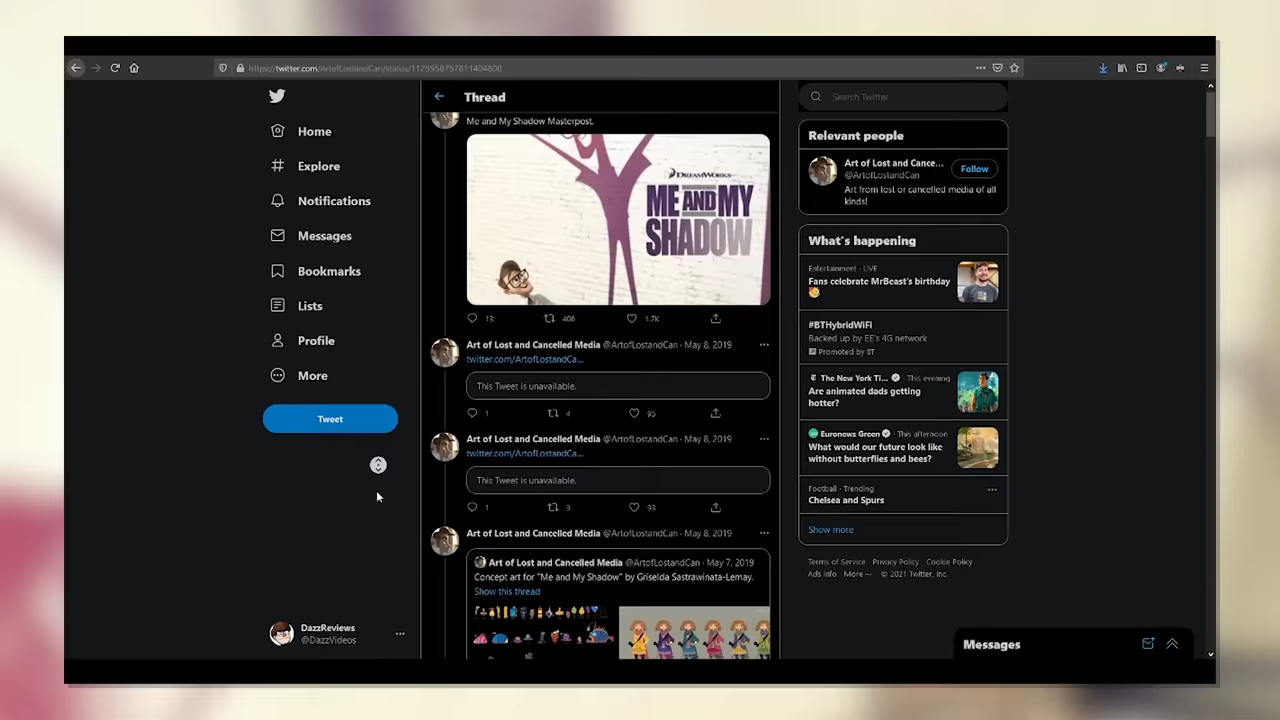 https://twitter.com/ArtofLostandCan/status/1125958757811404800
Home
Explore
Notifications
Messages
Bookmarks
Lists
Profile
More
Tweet
DazzReviews
@DazzVideos
Thread
Me and My Shadow Masterpost.
DREAMWORKS
ME AND MY
SHADOW
13 406 1.7K
Art of Lost and Cancelled Media @ArtofLostandCan · May 8, 2019
twitter.com/ArtofLostandCa...
This Tweet is unavailable.
1 4 95
Art of Lost and Cancelled Media @ArtofLostandCan · May 8, 2019
twitter.com/ArtofLostandCa...
This Tweet is unavailable.
1 3 93
Art of Lost and Cancelled Media @ArtofLostandCan · May 8, 2019
Art of Lost and Cancelled Media @ArtofLostandCan · May 7, 2019
Concept art for "Me and My Shadow" by Griselda Sastrawinata-Lemay.
Show this thread
Search Twitter
Relevant people
Art of Lost and Cance...
@ArtofLostandCan
Follow
Art from lost or cancelled media of all
kinds!
What's happening
Entertainment · LIVE
Fans celebrate MrBeast's birthday
#BTHybridWiFi
Backed up by EE's 4G network
Promoted by BT
The New York Ti... · This evening
Are animated dads getting
hotter?
Euronews Green · This afternoon
What would our future look like
without butterflies and bees?
Football · Trending
Chelsea and Spurs
Show more
Terms of Service Privacy Policy Cookie Policy
Ads info More ··· © 2021 Twitter, Inc.
Messages